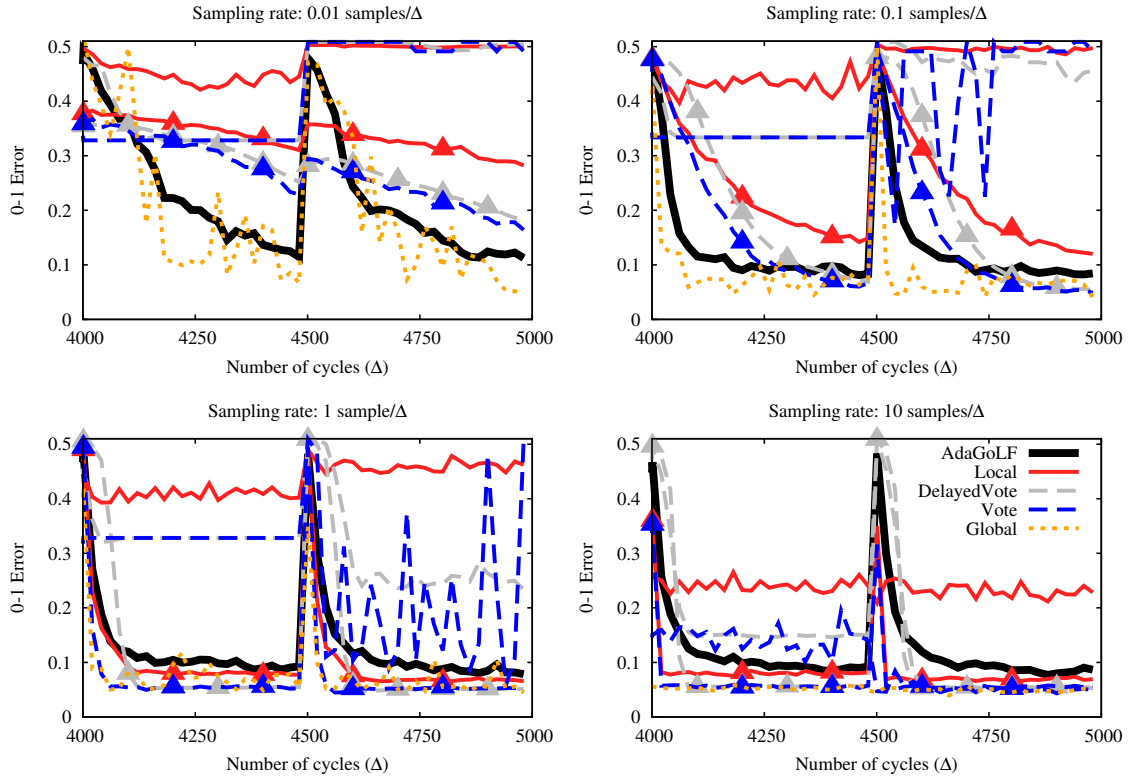 Sampling rate: 0.01 samples/Δ
0.5
0.4
0.3
0.2
0.1
0
0-1 Error
4000
4250
4500
4750
5000
Number of cycles (Δ)
Sampling rate: 0.1 samples/Δ
0.5
0.4
0.3
0.2
0.1
0
0-1 Error
4000
4250
4500
4750
5000
Number of cycles (Δ)
Sampling rate: 1 sample/Δ
0.5
0.4
0.3
0.2
0.1
0
0-1 Error
4000
4250
4500
4750
5000
Number of cycles (Δ)
Sampling rate: 10 samples/Δ
0.5
0.4
0.3
0.2
0.1
0
0-1 Error
4000
4250
4500
4750
5000
Number of cycles (Δ)
AdaGoLF
Local
DelayedVote
Vote
Global